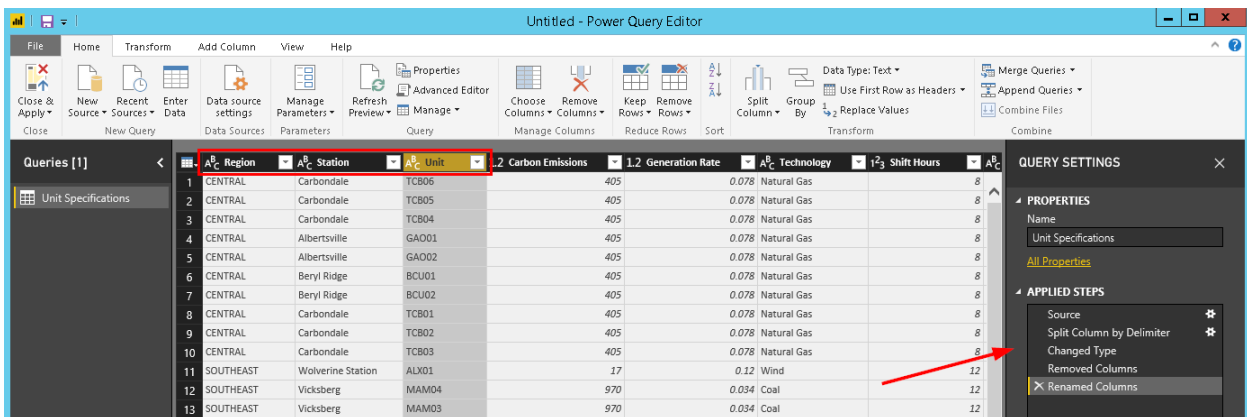 Untitled - Power Query Editor
File Home Transform Add Column View Help
Close & Apply
New Source
Recent Sources
Enter Data
Data source settings
Manage Parameters
Refresh Preview
Properties
Advanced Editor
Manage
Choose Columns
Remove Columns
Keep Rows
Remove Rows
Split Column
Group By
Data Type: Text
Use First Row as Headers
1 2 Replace Values
Merge Queries
Append Queries
Combine Files
Close New Query Data Sources Parameters Query Manage Columns Reduce Rows Sort Transform Combine
Queries [1]
Unit Specifications
ABC Region ABC Station ABC Unit 1.2 Carbon Emissions 1.2 Generation Rate ABC Technology 123 Shift Hours ABC
1 CENTRAL Carbondale TCB06 405 0.078 Natural Gas 8
2 CENTRAL Carbondale TCB05 405 0.078 Natural Gas 8
3 CENTRAL Carbondale TCB04 405 0.078 Natural Gas 8
4 CENTRAL Albertsville GAO01 405 0.078 Natural Gas 8
5 CENTRAL Albertsville GAO02 405 0.078 Natural Gas 8
6 CENTRAL Beryl Ridge BCU01 405 0.078 Natural Gas 8
7 CENTRAL Beryl Ridge BCU02 405 0.078 Natural Gas 8
8 CENTRAL Carbondale TCB01 405 0.078 Natural Gas 8
9 CENTRAL Carbondale TCB02 405 0.078 Natural Gas 8
10 CENTRAL Carbondale TCB03 405 0.078 Natural Gas 8
11 SOUTHEAST Wolverine Station ALX01 17 0.12 Wind 12
12 SOUTHEAST Vicksberg MAM04 970 0.034 Coal 12
13 SOUTHEAST Vicksberg MAM03 970 0.034 Coal 12
QUERY SETTINGS
PROPERTIES
Name
Unit Specifications
All Properties
APPLIED STEPS
Source
Split Column by Delimiter
Changed Type
Removed Columns
Renamed Columns